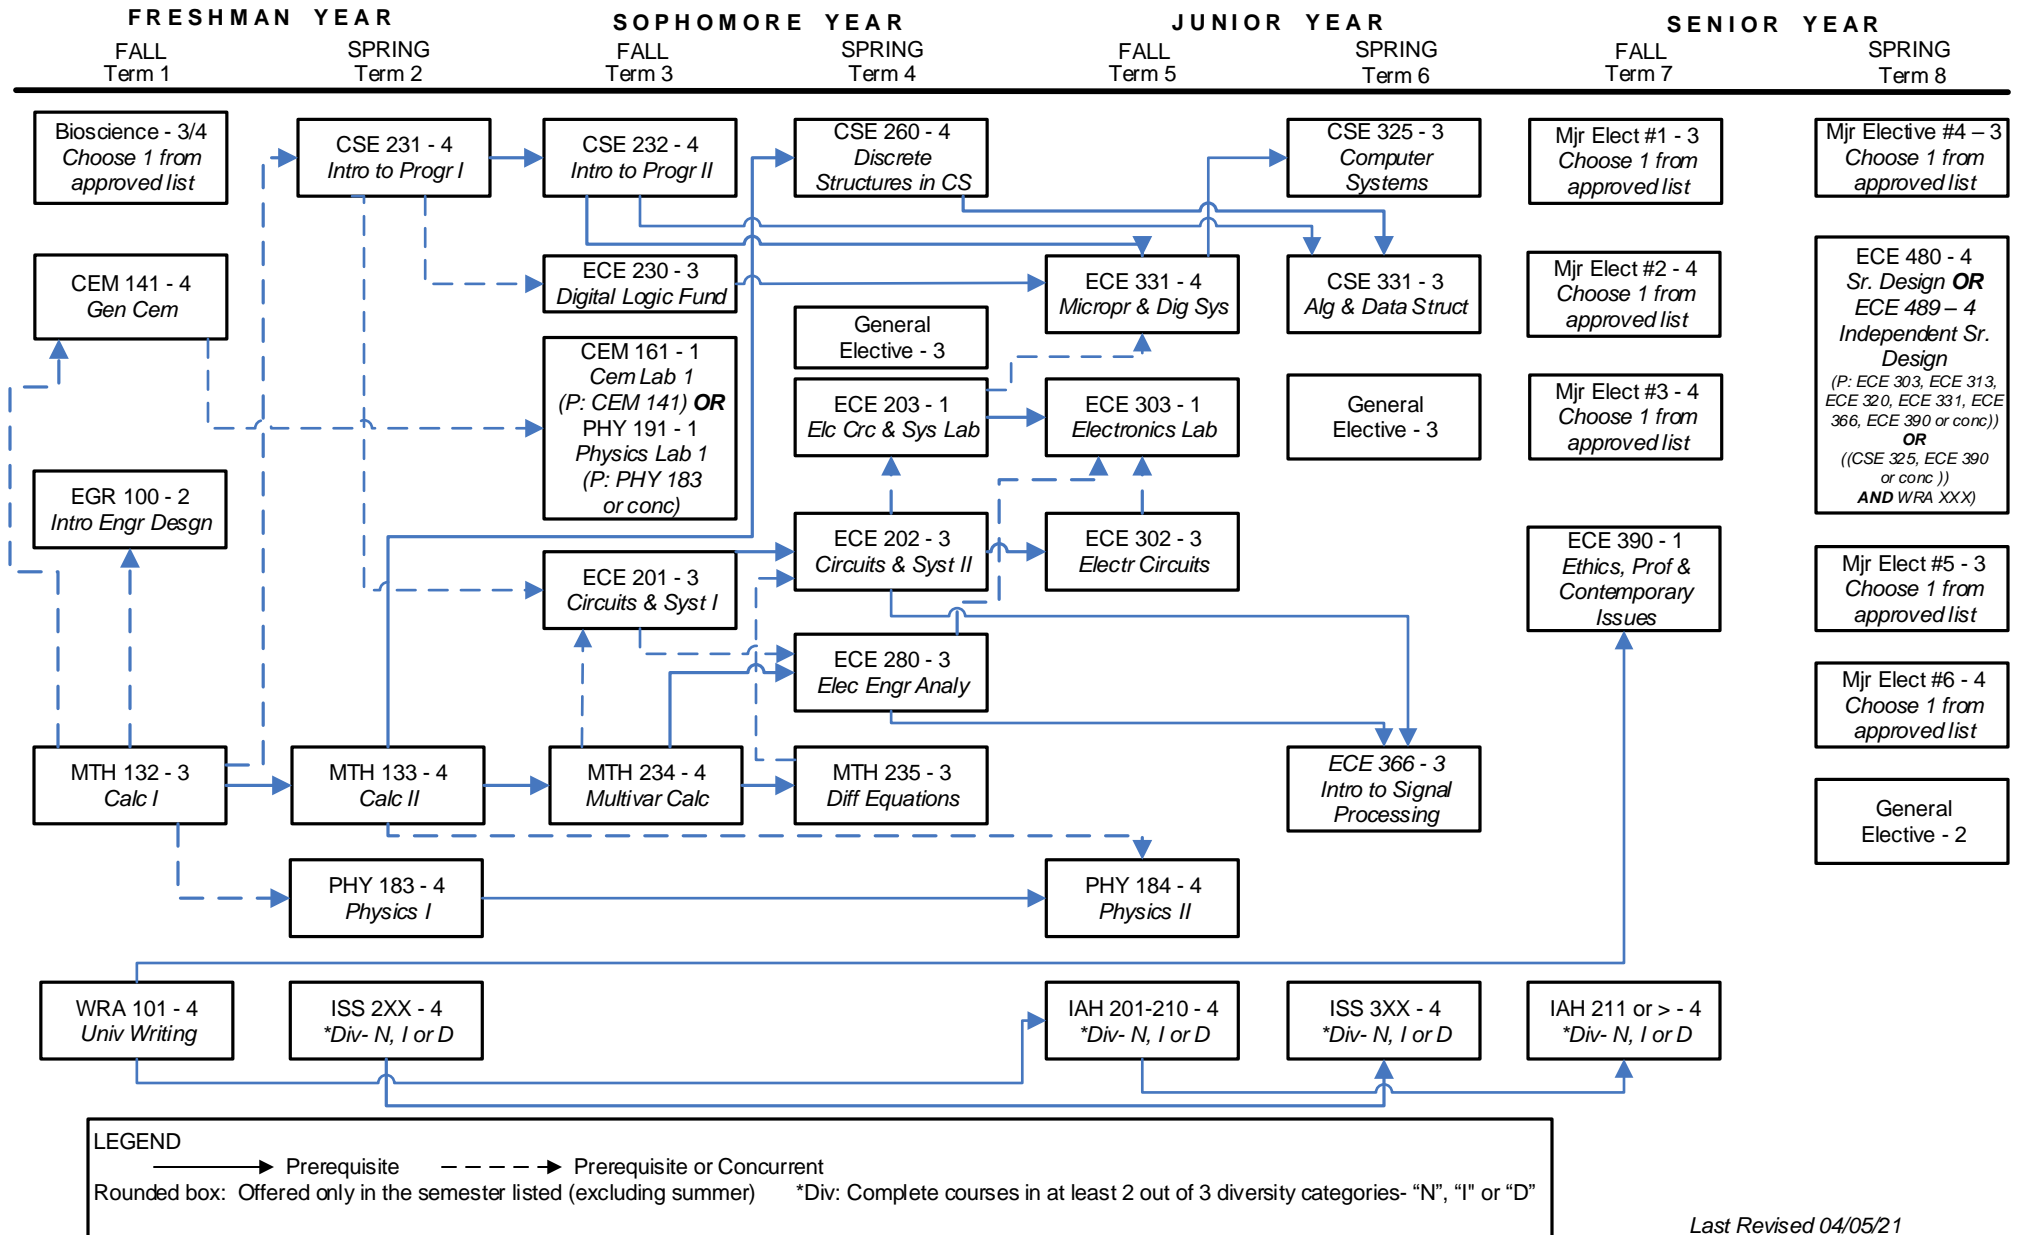 FRESHMAN YEAR
SOPHOMORE YEAR
JUNIOR YEAR
SENIOR YEAR
FALL
Term 1
SPRING
Term 2
FALL
Term 3
SPRING
Term 4
FALL
Term 5
SPRING
Term 6
FALL
Term 7
SPRING
Term 8
Bioscience - 3/4
Choose 1 from
approved list
CSE 231 - 4
Intro to Progr I
CSE 232 - 4
Intro to Progr II
CSE 260 - 4
Discrete
Structures in CS
CSE 325 - 3
Computer
Systems
Mjr Elect #1 - 3
Choose 1 from
approved list
Mjr Elective #4 – 3
Choose 1 from
approved list
CEM 141 - 4
Gen Cem
ECE 230 - 3
Digital Logic Fund
General
Elective - 3
ECE 331 - 4
Micropr & Dig Sys
CSE 331 - 3
Alg & Data Struct
Mjr Elect #2 - 4
Choose 1 from
approved list
ECE 480 - 4
Sr. Design OR
ECE 489 – 4
Independent Sr.
Design
(P: ECE 303, ECE 313,
ECE 320, ECE 331, ECE
366, ECE 390 or conc))
OR
((CSE 325, ECE 390
or conc ))
AND WRA XXX)
CEM 161 - 1
Cem Lab 1
(P: CEM 141) OR
PHY 191 - 1
Physics Lab 1
(P: PHY 183
or conc)
ECE 203 - 1
Elc Crc & Sys Lab
ECE 303 - 1
Electronics Lab
General
Elective - 3
Mjr Elect #3 - 4
Choose 1 from
approved list
EGR 100 - 2
Intro Engr Desgn
ECE 201 - 3
Circuits & Syst I
ECE 202 - 3
Circuits & Syst II
ECE 302 - 3
Electr Circuits
ECE 390 - 1
Ethics, Prof &
Contemporary
Issues
Mjr Elect #5 - 3
Choose 1 from
approved list
ECE 280 - 3
Elec Engr Analy
Mjr Elect #6 - 4
Choose 1 from
approved list
MTH 132 - 3
Calc I
MTH 133 - 4
Calc II
MTH 234 - 4
Multivar Calc
MTH 235 - 3
Diff Equations
ECE 366 - 3
Intro to Signal
Processing
General
Elective - 2
PHY 183 - 4
Physics I
PHY 184 - 4
Physics II
WRA 101 - 4
Univ Writing
ISS 2XX - 4
*Div- N, I or D
IAH 201-210 - 4
*Div- N, I or D
ISS 3XX - 4
*Div- N, I or D
IAH 211 or > - 4
*Div- N, I or D
LEGEND
Prerequisite
Prerequisite or Concurrent
Rounded box: Offered only in the semester listed (excluding summer)
*Div: Complete courses in at least 2 out of 3 diversity categories- “N”, “I" or “D”
Last Revised 04/05/21